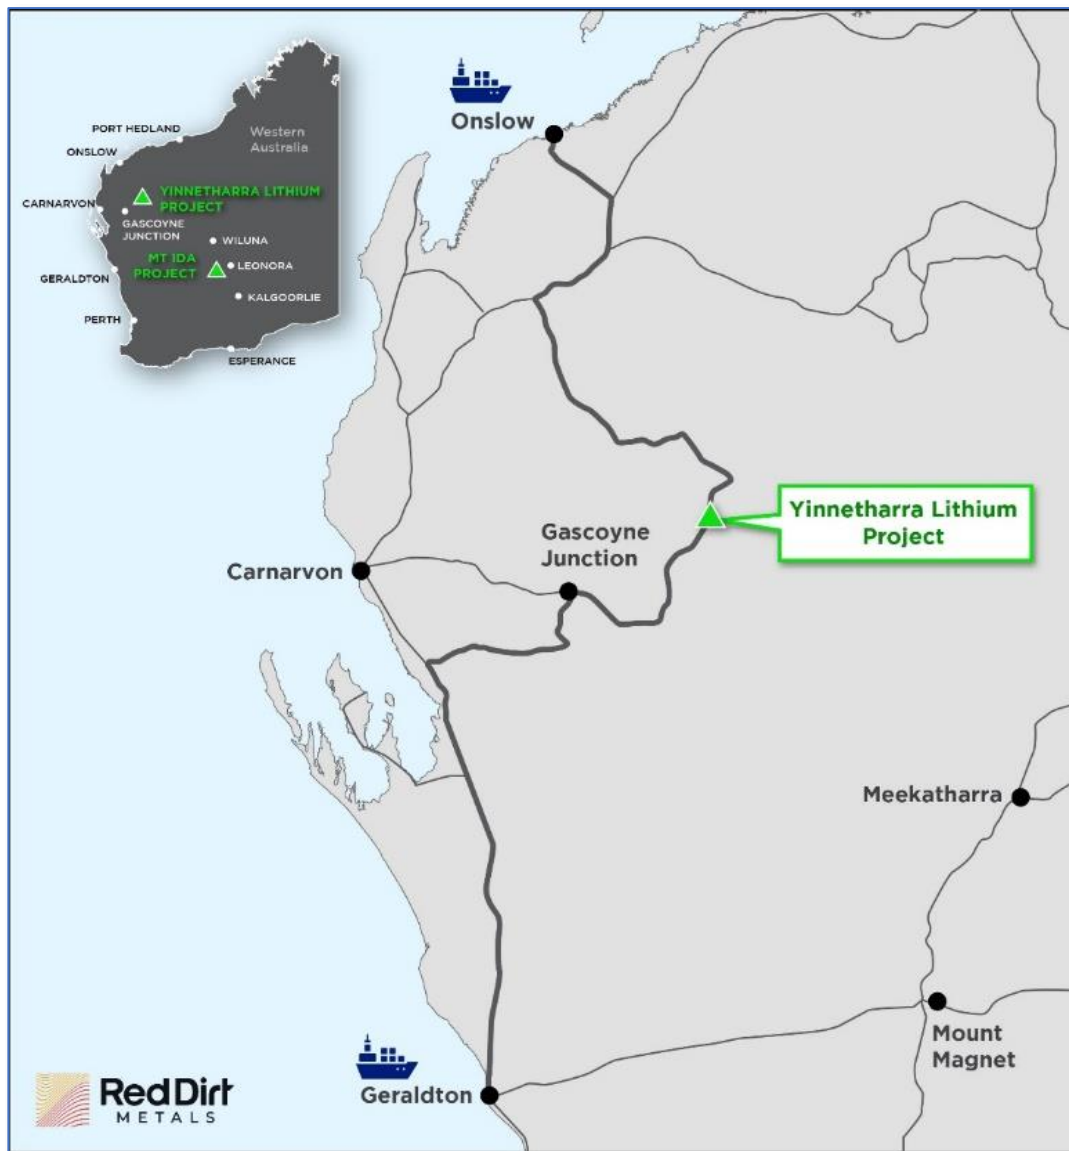 Onslow
PORT HEDLAND
Western
Australia
ONSLOW
YINNETHARRA LITHIUM
PROJECT
CARNARVON
GASCOYNE
JUNCTION
WILUNA
MT IDA
PROJECT
LEONORA
GERALDTON
KALGOORLIE
PERTH
ESPERANCE
Yinnetharra Lithium
Project
Gascoyne
Junction
Carnarvon
Meekatharra
Mount
Magnet
Geraldton
Red Dirt
METALS